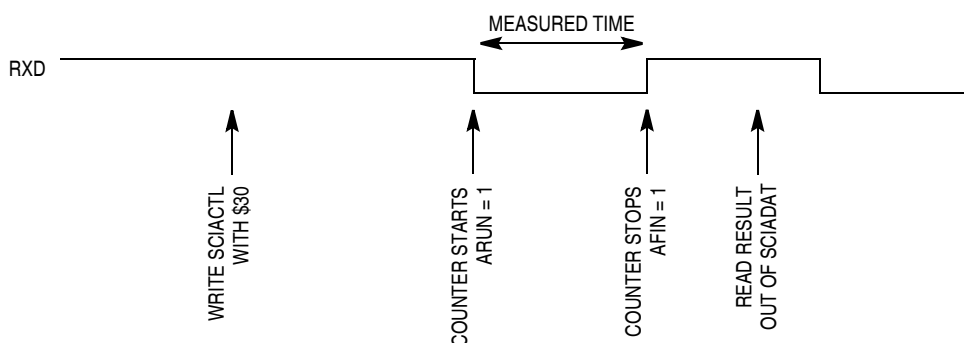 MEASURED TIME
RXD
WRITE SCIACTL
WITH $30
COUNTER STARTS
ARUN = 1
COUNTER STOPS
AFIN = 1
READ RESULT
OUT OF SCIADAT